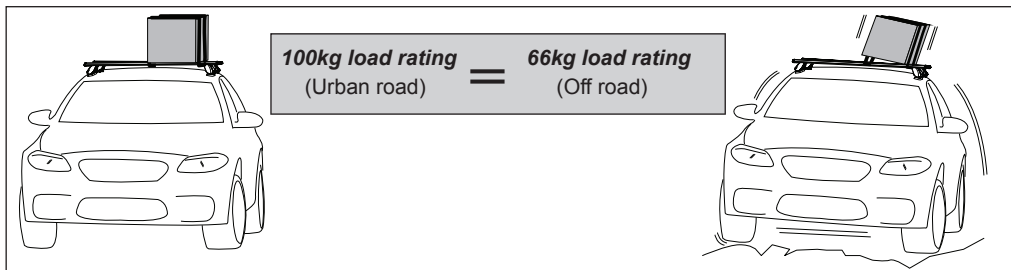 100kg load rating
(Urban road)
=
66kg load rating
(Off road)